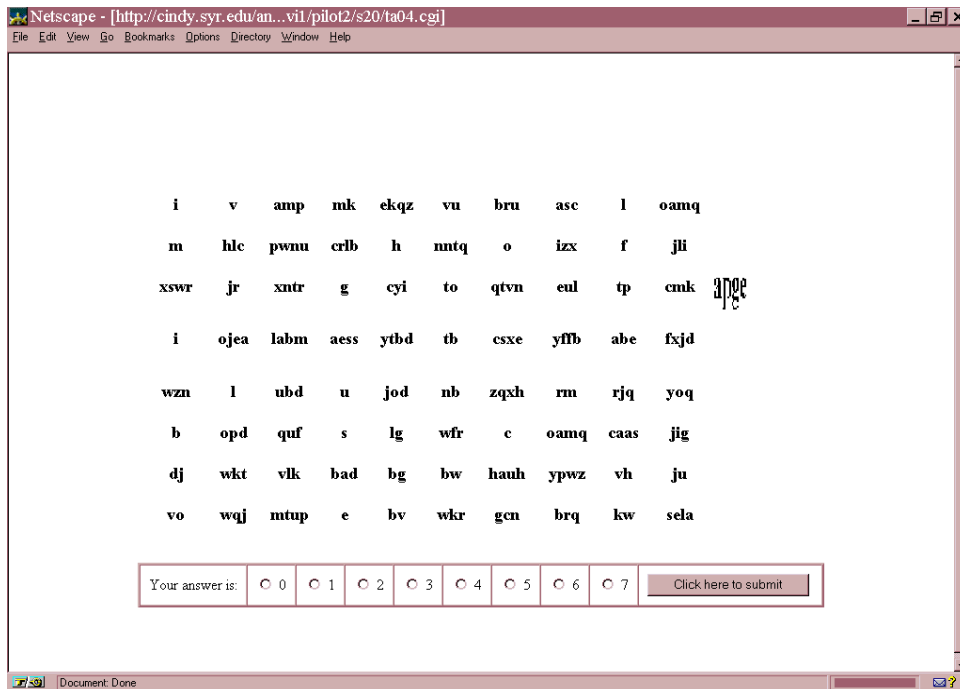 Netscape - [http://cindy.syr.edu/an...vi1/pilot2/s20/ta04.cgi]
File Edit View Go Bookmarks Options Directory Window Help
i v amp mk ekqz vu bru asc l oamq
m hlc pwnu crlb h nntq o izx f jli
xswr jr xntr g cyi to qtvn eul tp cmk apge
i ojea labm aess ytbd tb csxe yffb abe fxjd
wzn l ubd u jod nb zqxh rm rjq yoq
b opd quf s lg wfr c oamq caas jig
dj wkt vlk bad bg bw hauh ypwz vh ju
vo wqj mtup e bv wkr gcn brq kw sela
Your answer is: 0 1 2 3 4 5 6 7 Click here to submit
Document: Done